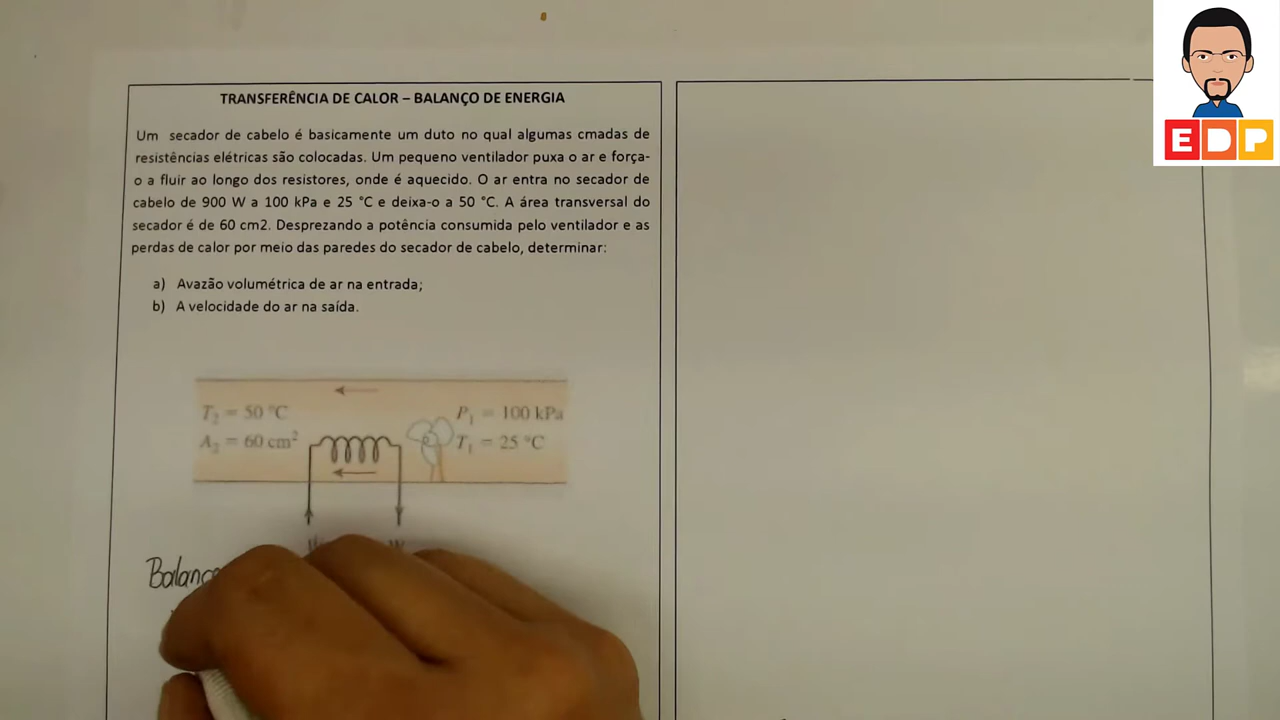 TRANSFERÊNCIA DE CALOR – BALANÇO DE ENERGIA
Um secador de cabelo é basicamente um duto no qual algumas cmadas de
resistências elétricas são colocadas. Um pequeno ventilador puxa o ar e força-
o a fluir ao longo dos resistores, onde é aquecido. O ar entra no secador de
cabelo de 900 W a 100 kPa e 25 °C e deixa-o a 50 °C. A área transversal do
secador é de 60 cm2. Desprezando a potência consumida pelo ventilador e as
perdas de calor por meio das paredes do secador de cabelo, determinar:
a) Avazão volumétrica de ar na entrada;
b) A velocidade do ar na saída.
T₂ = 50 °C
A₂ = 60 cm²
P₁ = 100 kPa
T₁ = 25 °C
EDP